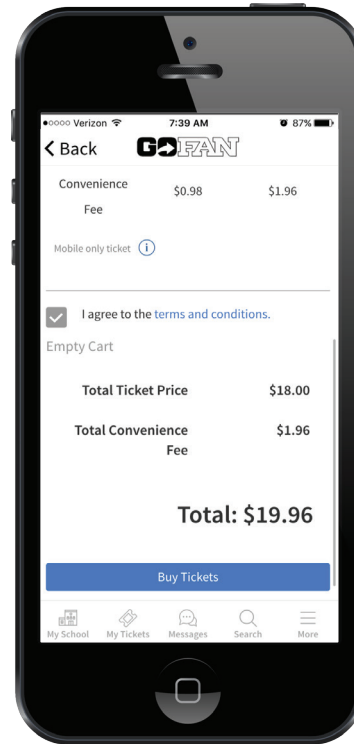 Verizon 7:39 AM 87%
Back GOFAN
Convenience $0.98 $1.96
Fee
Mobile only ticket i
I agree to the terms and conditions.
Empty Cart
Total Ticket Price $18.00
Total Convenience $1.96
Fee
Total: $19.96
Buy Tickets
My School My Tickets Messages Search More